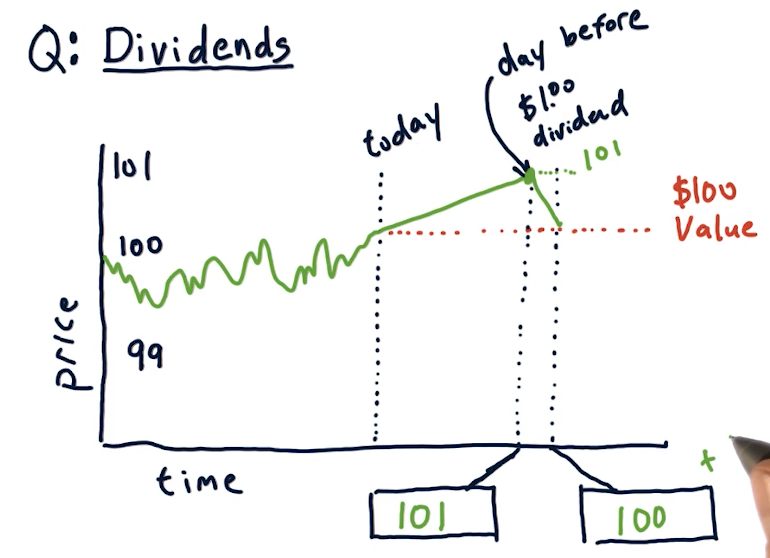 Q: Dividends
day before
$1.00
dividend
today
101
101
100
$100
Value
99
price
time
101
100
+